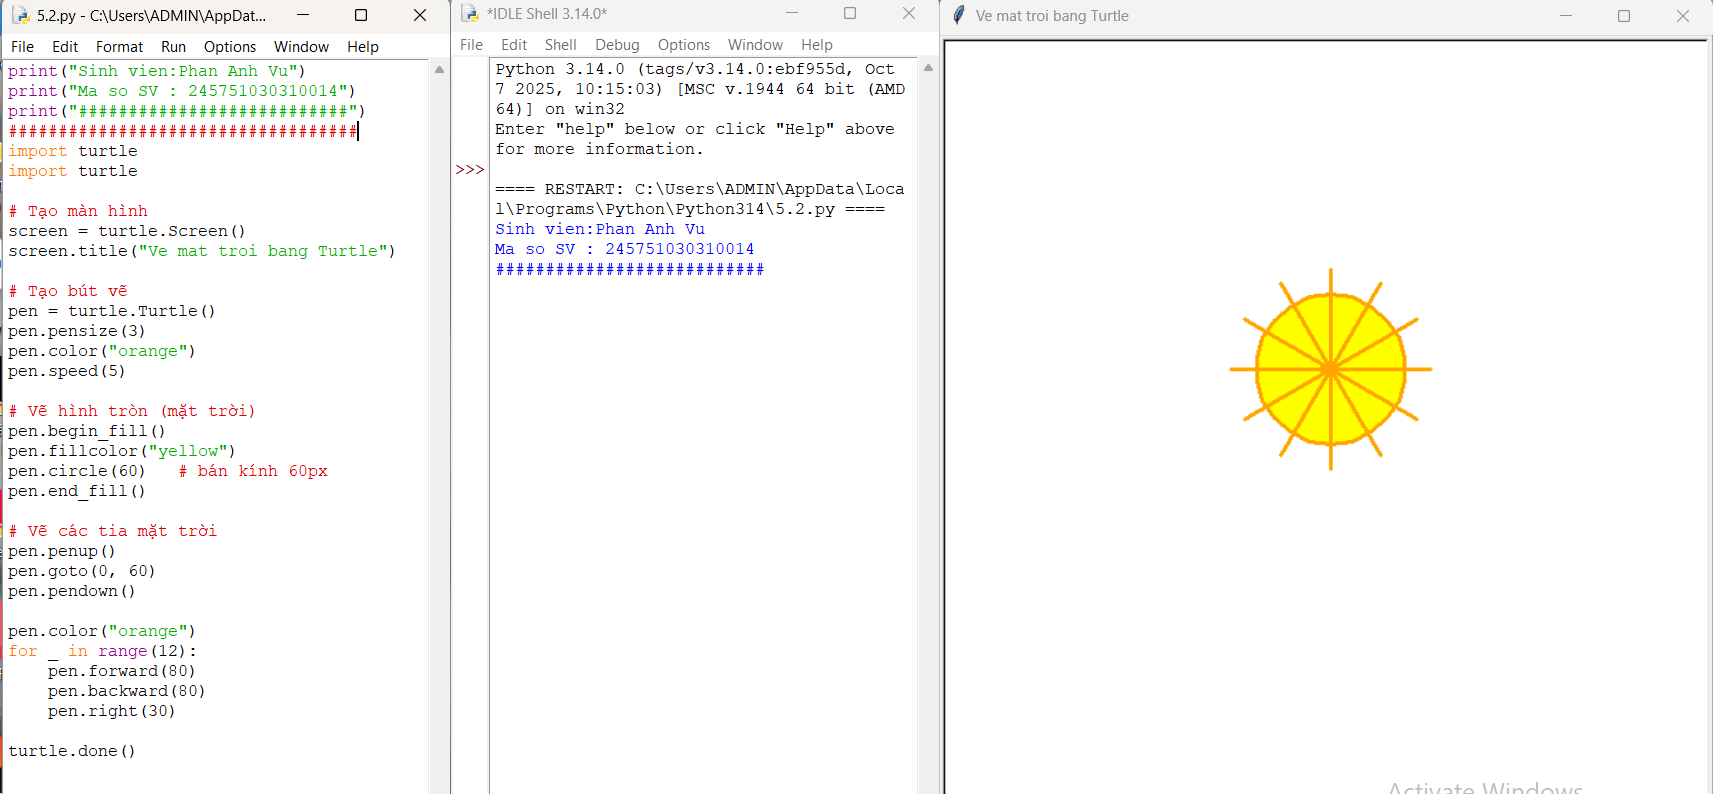 5.2.py - C:\Users\ADMIN\AppDat...
File Edit Format Run Options Window Help
print("Sinh vien:Phan Anh Vu")
print("Ma so SV : 245751030310014")
print("###########################")
###################################
import turtle
import turtle
# Tạo màn hình
screen = turtle.Screen()
screen.title("Ve mat troi bang Turtle")
# Tạo bút vẽ
pen = turtle.Turtle()
pen.pensize(3)
pen.color("orange")
pen.speed(5)
# Vẽ hình tròn (mặt trời)
pen.begin_fill()
pen.fillcolor("yellow")
pen.circle(60)   # bán kính 60px
pen.end_fill()
# Vẽ các tia mặt trời
pen.penup()
pen.goto(0, 60)
pen.pendown()
pen.color("orange")
for _ in range(12):
    pen.forward(80)
    pen.backward(80)
    pen.right(30)
turtle.done()
*IDLE Shell 3.14.0*
File Edit Shell Debug Options Window Help
Python 3.14.0 (tags/v3.14.0:ebf955d, Oct
7 2025, 10:15:03) [MSC v.1944 64 bit (AMD
64)] on win32
Enter "help" below or click "Help" above
for more information.
>>>
==== RESTART: C:\Users\ADMIN\AppData\Loca
l\Programs\Python\Python314\5.2.py ====
Sinh vien:Phan Anh Vu
Ma so SV : 245751030310014
###########################
Ve mat troi bang Turtle
Activate Windows